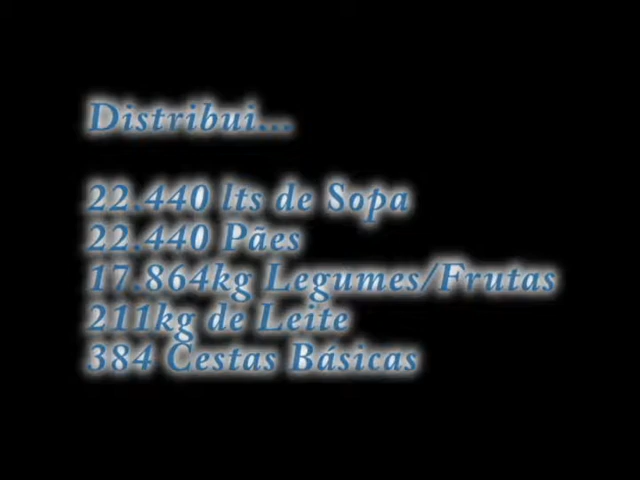 Distribui...
22.440 lts de Sopa
22.440 Pães
17.864kg Legumes/Frutas
211kg de Leite
384 Cestas Básicas